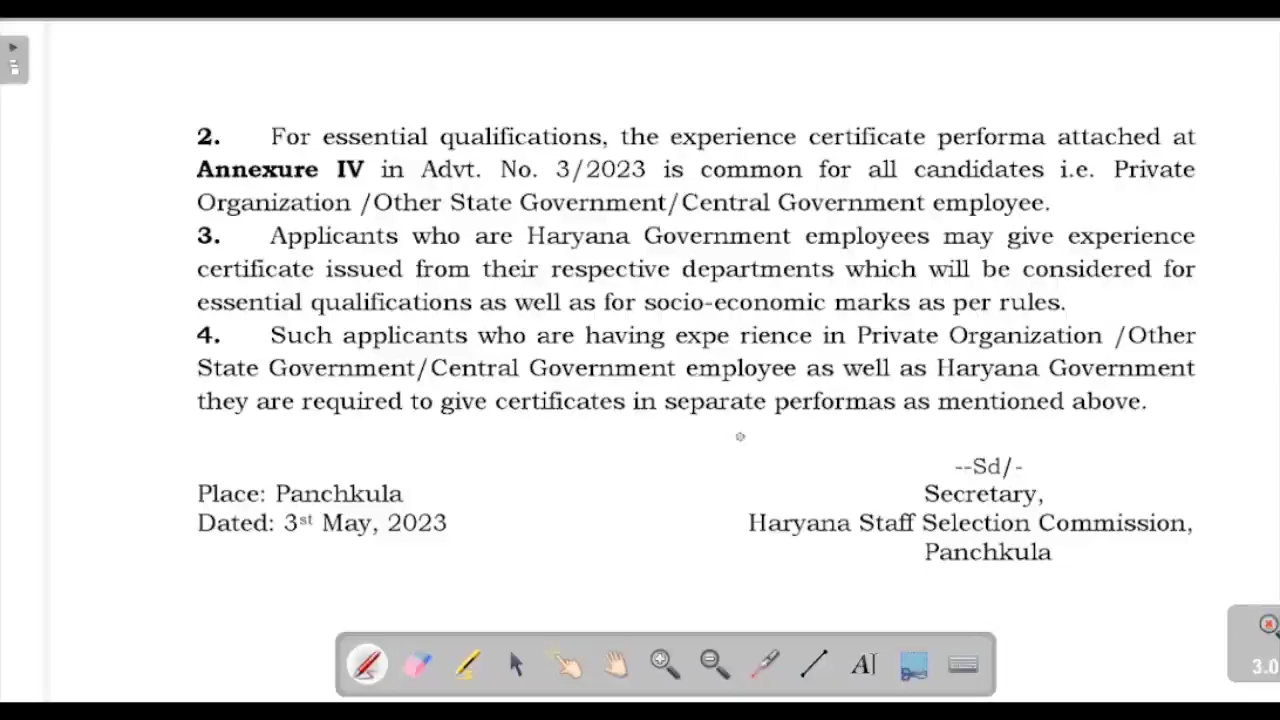 2. For essential qualifications, the experience certificate performa attached at
Annexure IV in Advt. No. 3/2023 is common for all candidates i.e. Private
Organization /Other State Government/Central Government employee.
3. Applicants who are Haryana Government employees may give experience
certificate issued from their respective departments which will be considered for
essential qualifications as well as for socio-economic marks as per rules.
4. Such applicants who are having expe rience in Private Organization /Other
State Government/Central Government employee as well as Haryana Government
they are required to give certificates in separate performas as mentioned above.
--Sd/-
Place: Panchkula Secretary,
Dated: 3st May, 2023 Haryana Staff Selection Commission,
Panchkula
AI
3.0